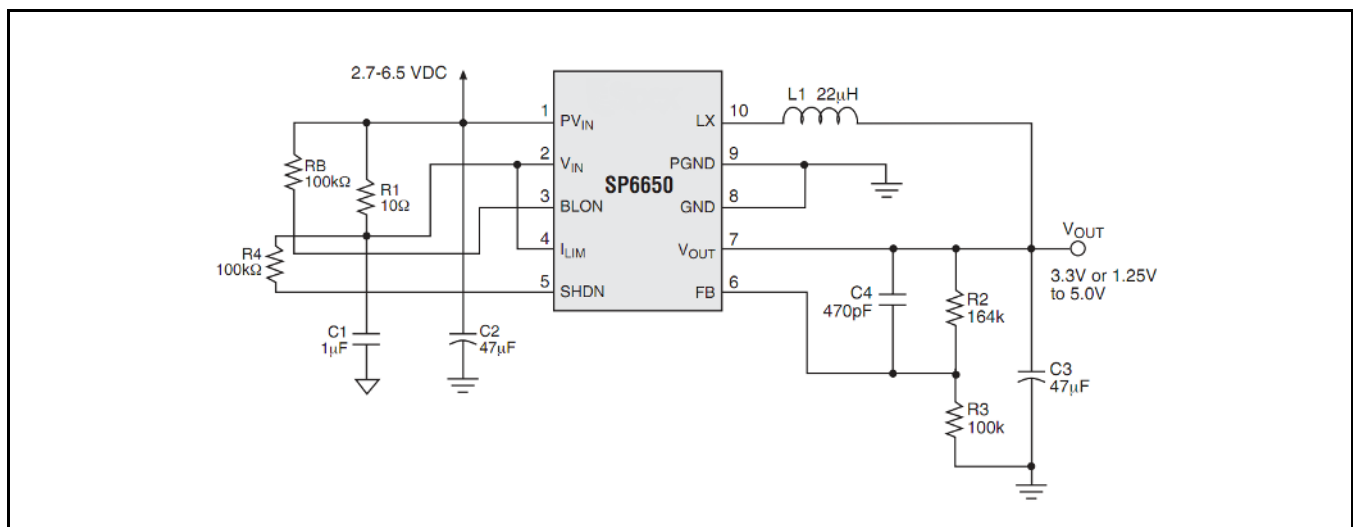 2.7-6.5 VDC
L1 22μH
1
PVIN
LX
10
2
VIN
PGND
9
SP6650
3
BLON
GND
8
4
ILIM
VOUT
7
5
SHDN
FB
6
RB
100kΩ
R1
10Ω
R4
100kΩ
C1
1μF
C2
47μF
C4
470pF
R2
164k
R3
100k
C3
47μF
VOUT
3.3V or 1.25V
to 5.0V